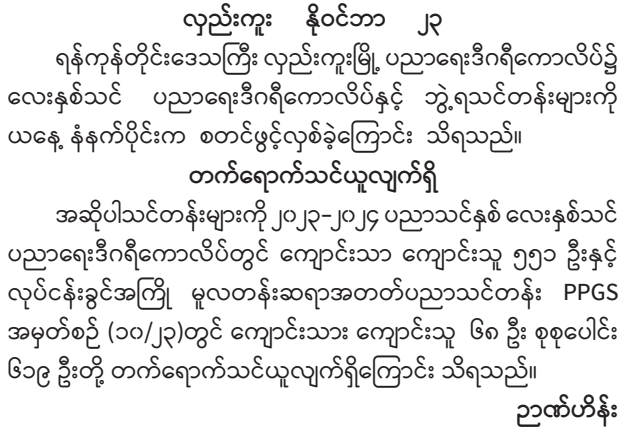 လှည်းကူး နိုဝင်ဘာ ၂၃
ရန်ကုန်တိုင်းဒေသကြီး လှည်းကူးမြို့ ပညာရေးဒီဂရီကောလိပ်၌
လေးနှစ်သင် ပညာရေးဒီဂရီကောလိပ်နှင့် ဘွဲ့ရသင်တန်းများကို
ယနေ့ နံနက်ပိုင်းက စတင်ဖွင့်လှစ်ခဲ့ကြောင်း သိရသည်။
တက်ရောက်သင်ယူလျက်ရှိ
အဆိုပါသင်တန်းများကို ၂၀၂၃–၂၀၂၄ ပညာသင်နှစ် လေးနှစ်သင်
ပညာရေးဒီဂရီကောလိပ်တွင် ကျောင်းသာ ကျောင်းသူ ၅၅၁ ဦးနှင့်
လုပ်ငန်းခွင်အကြို မူလတန်းဆရာအတတ်ပညာသင်တန်း PPGS
အမှတ်စဉ် (၁၀/၂၃)တွင် ကျောင်းသား ကျောင်းသူ ၆၈ ဦး စုစုပေါင်း
၆၁၉ ဦးတို့ တက်ရောက်သင်ယူလျက်ရှိကြောင်း သိရသည်။
ဉာဏ်ဟိန်း